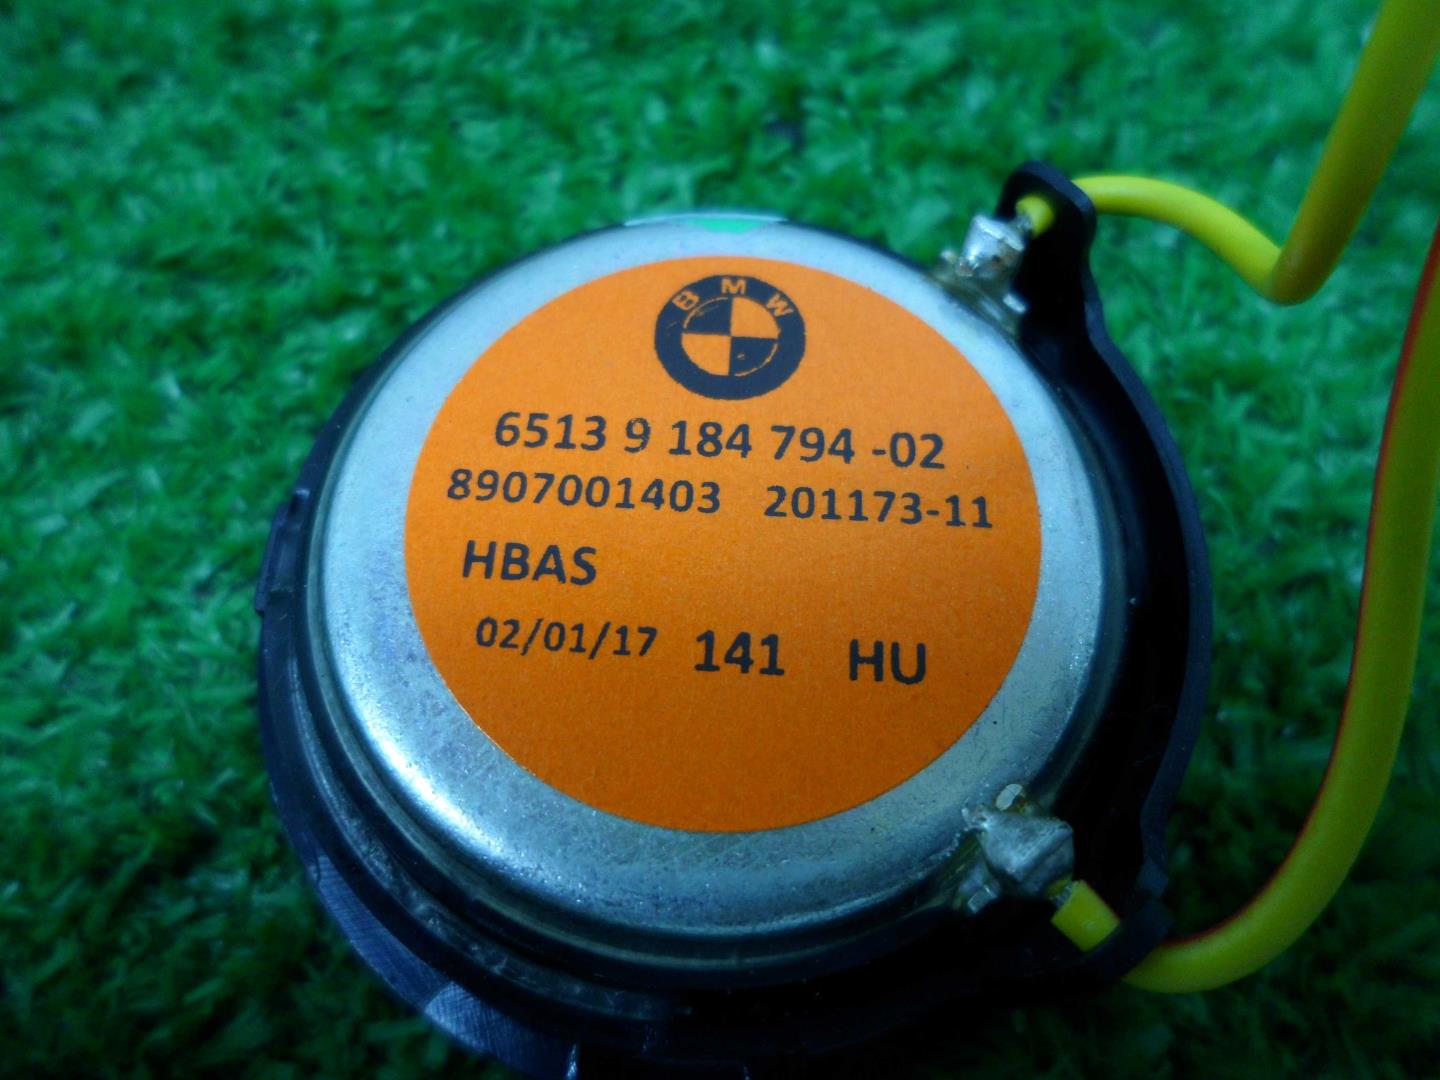 BMW
6513 9 184 794 -02
8907001403 201173-11
HBAS
02/01/17 141 HU